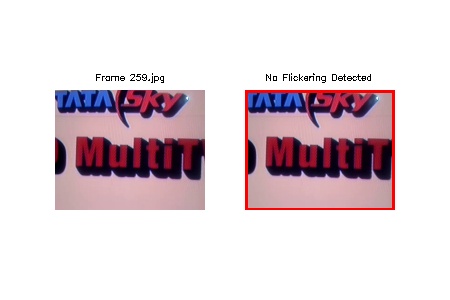 Frame 259.jpg
No Flickering Detected
TATA Sky
MultiT
TATA Sky
MultiT